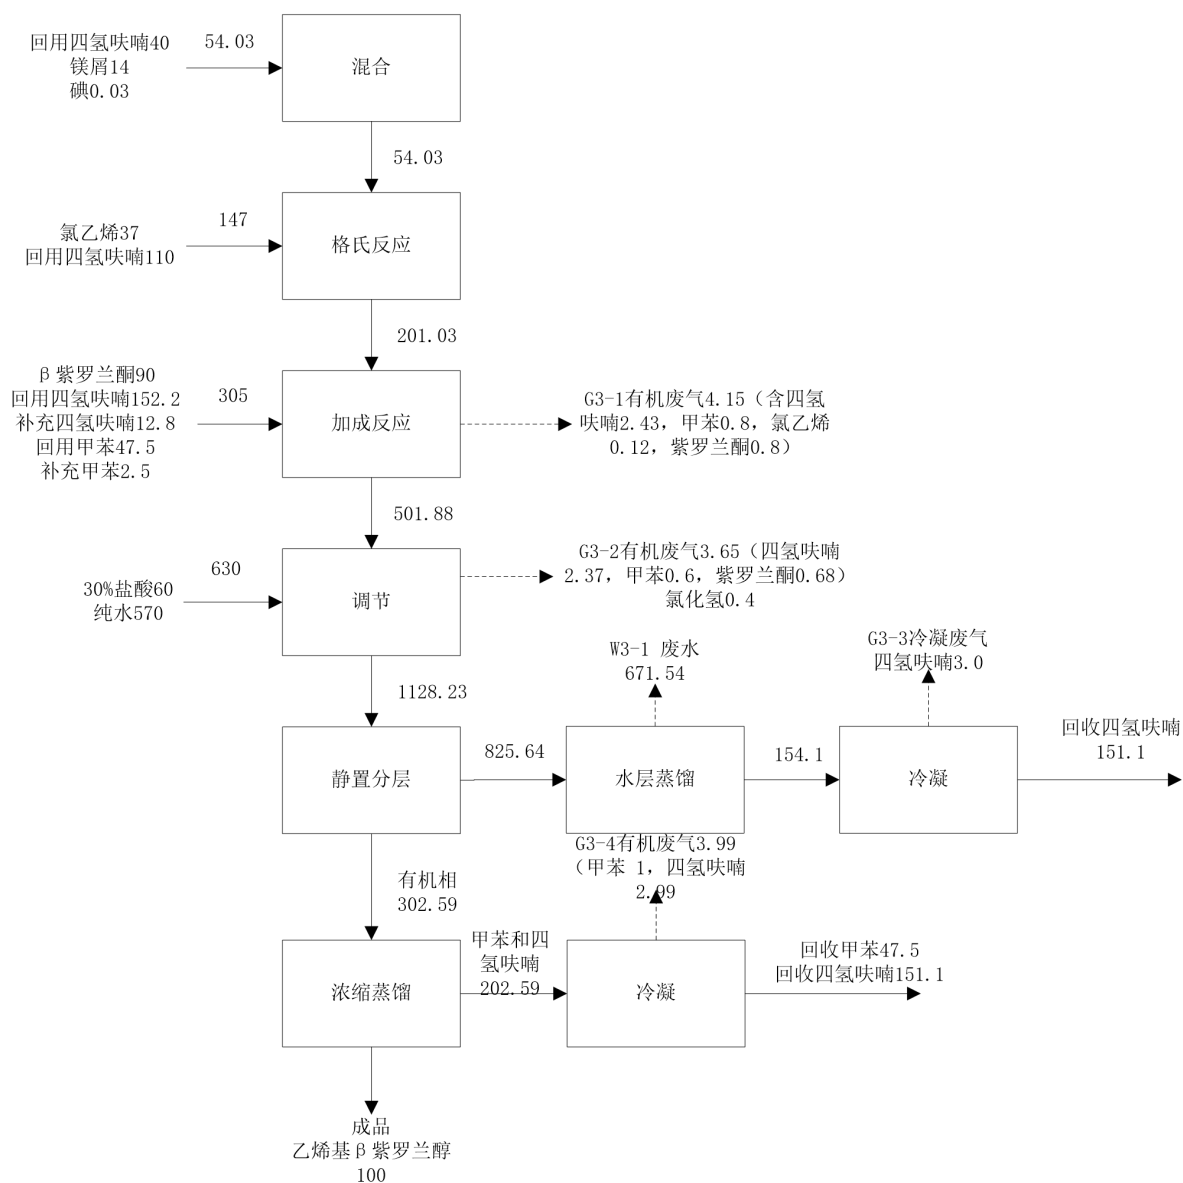 回用四氢呋喃40
镁屑14
碘0.03
54.03
混合
54.03
氯乙烯37
回用四氢呋喃110
147
格氏反应
201.03
β紫罗兰酮90
回用四氢呋喃152.2
补充四氢呋喃12.8
回用甲苯47.5
补充甲苯2.5
305
加成反应
G3-1有机废气4.15（含四氢
呋喃2.43，甲苯0.8，氯乙烯
0.12，紫罗兰酮0.8）
501.88
30%盐酸60
纯水570
630
调节
G3-2有机废气3.65（四氢呋喃
2.37，甲苯0.6，紫罗兰酮0.68）
氯化氢0.4
1128.23
静置分层
825.64
W3-1 废水
671.54
水层蒸馏
154.1
G3-3冷凝废气
四氢呋喃3.0
冷凝
回收四氢呋喃
151.1
有机相
302.59
浓缩蒸馏
甲苯和四
氢呋喃
202.59
G3-4有机废气3.99
（甲苯 1，四氢呋喃
2.99
冷凝
回收甲苯47.5
回收四氢呋喃151.1
成品
乙烯基β紫罗兰醇
100